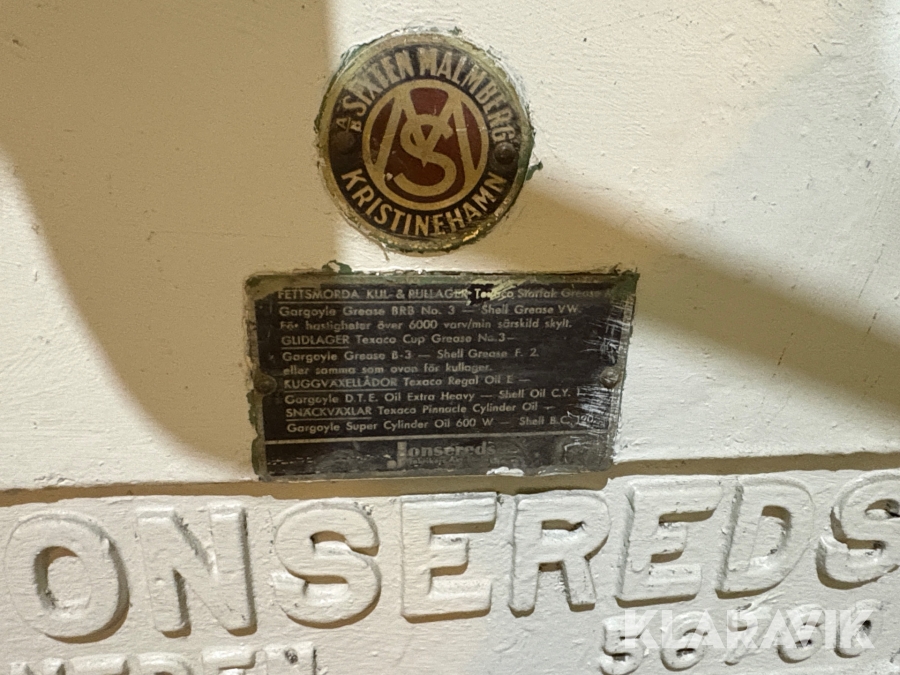 AB SIXTEN MALMBERG
KRISTINEHAMN
FETTSMORDA KUL- & RULLAGER Texaco Starfak Grease
Gargoyle Grease BRB No. 3 — Shell Grease VW.
För hastigheter över 6000 varv/min särskild skylt.
GLIDLAGER Texaco Cup Grease No. 3 —
Gargoyle Grease B-3 — Shell Grease F. 2.
eller samma som ovan för kullager.
KUGGVÄXELLÅDOR Texaco Regal Oil E —
Gargoyle D.T.E. Oil Extra Heavy — Shell Oil C.Y.
SNÄCKVÄXLAR Texaco Pinnacle Cylinder Oil —
Gargoyle Super Cylinder Oil 600 W — Shell B.C.
Jonsereds
ONSEREDS
KLARAVIK